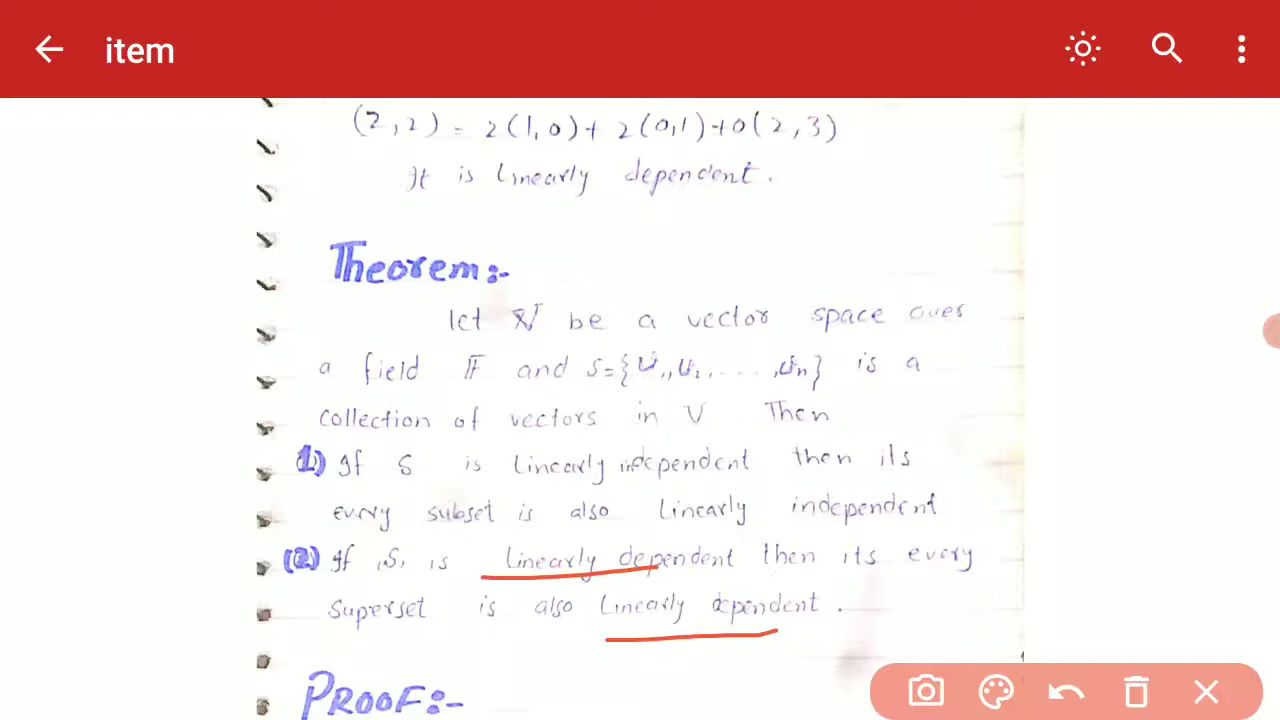 item
(2,2) = 2(1,0)+ 2(0,1)+0(2,3)
It is linearly dependent.
Theorem:-
let V be a vector space over
a field F and S={v1,v2,....,vn} is a
collection of vectors in V Then
(1) If S is linearly independent then its
every subset is also linearly independent
(2) If S, is linearly dependent then its every
Superset is also linearly dependent.
PROOF:-